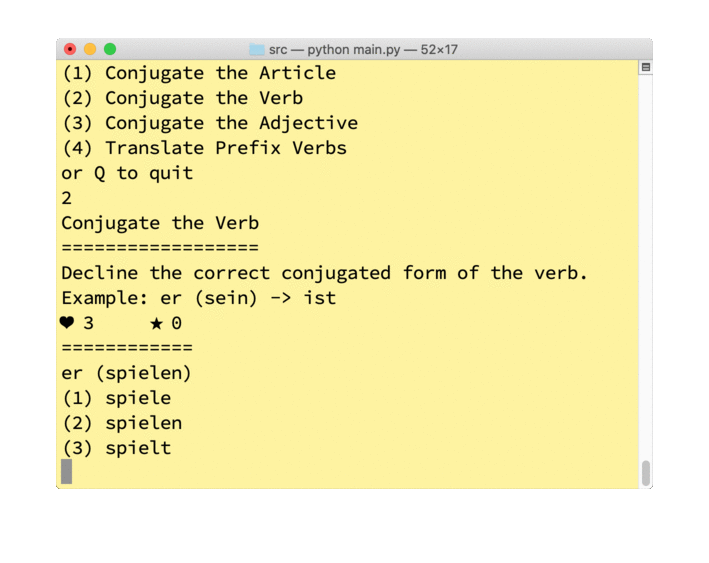 src — python main.py — 52×17
(1) Conjugate the Article
(2) Conjugate the Verb
(3) Conjugate the Adjective
(4) Translate Prefix Verbs
or Q to quit
2
Conjugate the Verb
==================
Decline the correct conjugated form of the verb.
Example: er (sein) -> ist
♥ 3     ★ 0
============
er (spielen)
(1) spiele
(2) spielen
(3) spielt